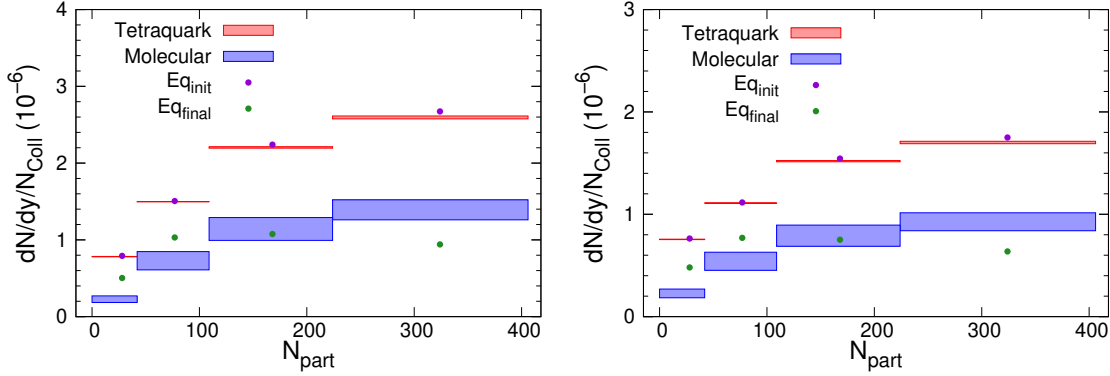 4
3
2
1
0
dN/dy/N_Coll (10^-6)
Tetraquark
Molecular
Eq_init
Eq_final
0 100 200 300 400
N_part
3
2
1
0
dN/dy/N_Coll (10^-6)
Tetraquark
Molecular
Eq_init
Eq_final
0 100 200 300 400
N_part